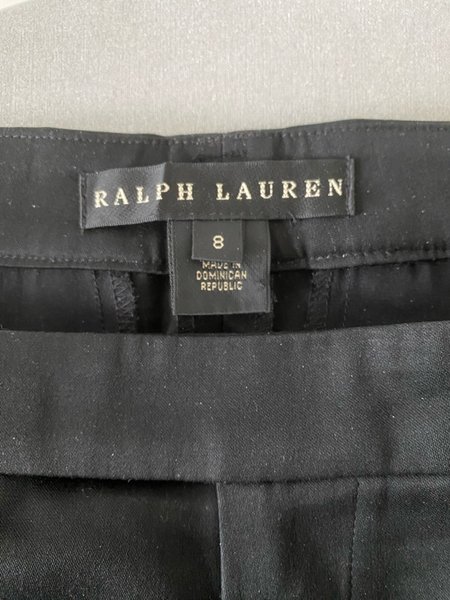 RALPH LAUREN
8
MADE IN
DOMINICAN
REPUBLIC